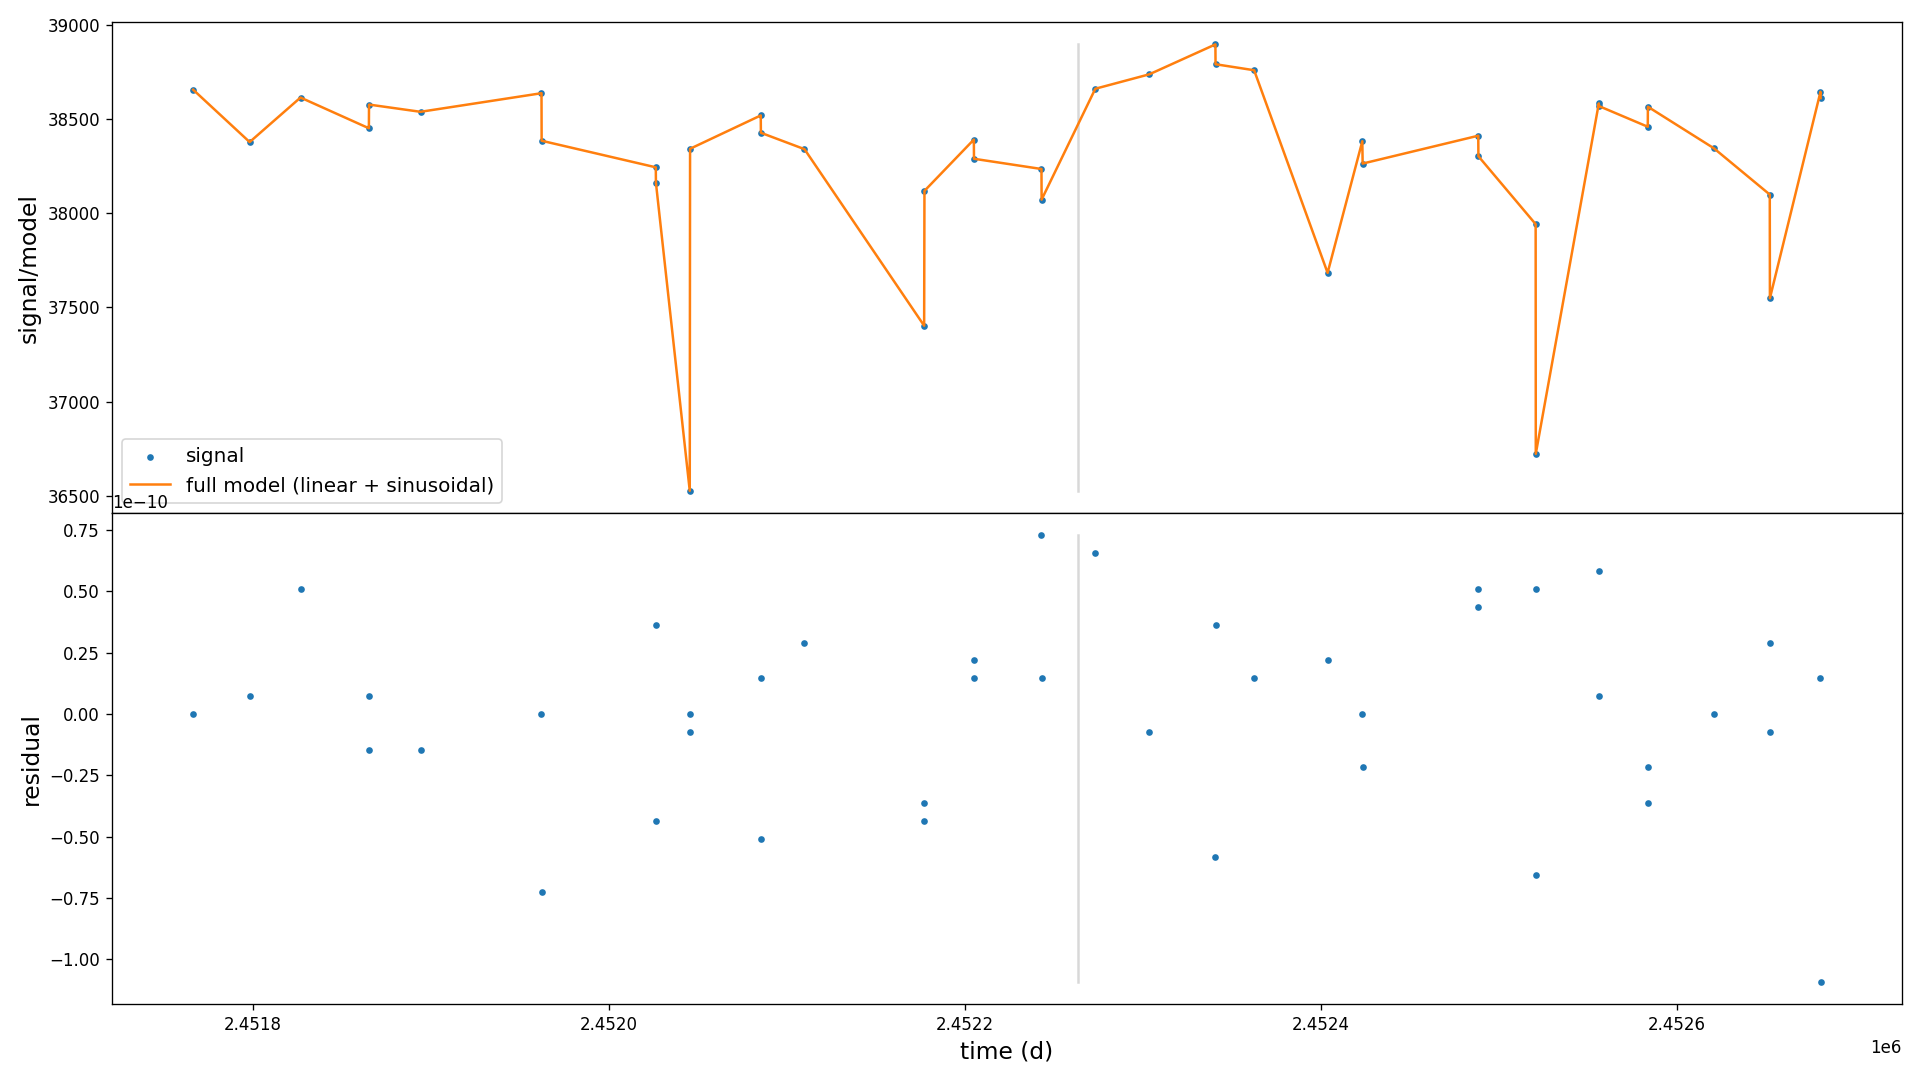 39000
38500
38000
37500
37000
36500
signal/model
signal
full model (linear + sinusoidal)
1e−10
0.75
0.50
0.25
0.00
−0.25
−0.50
−0.75
−1.00
residual
2.4518
2.4520
2.4522
2.4524
2.4526
time (d)
1e6